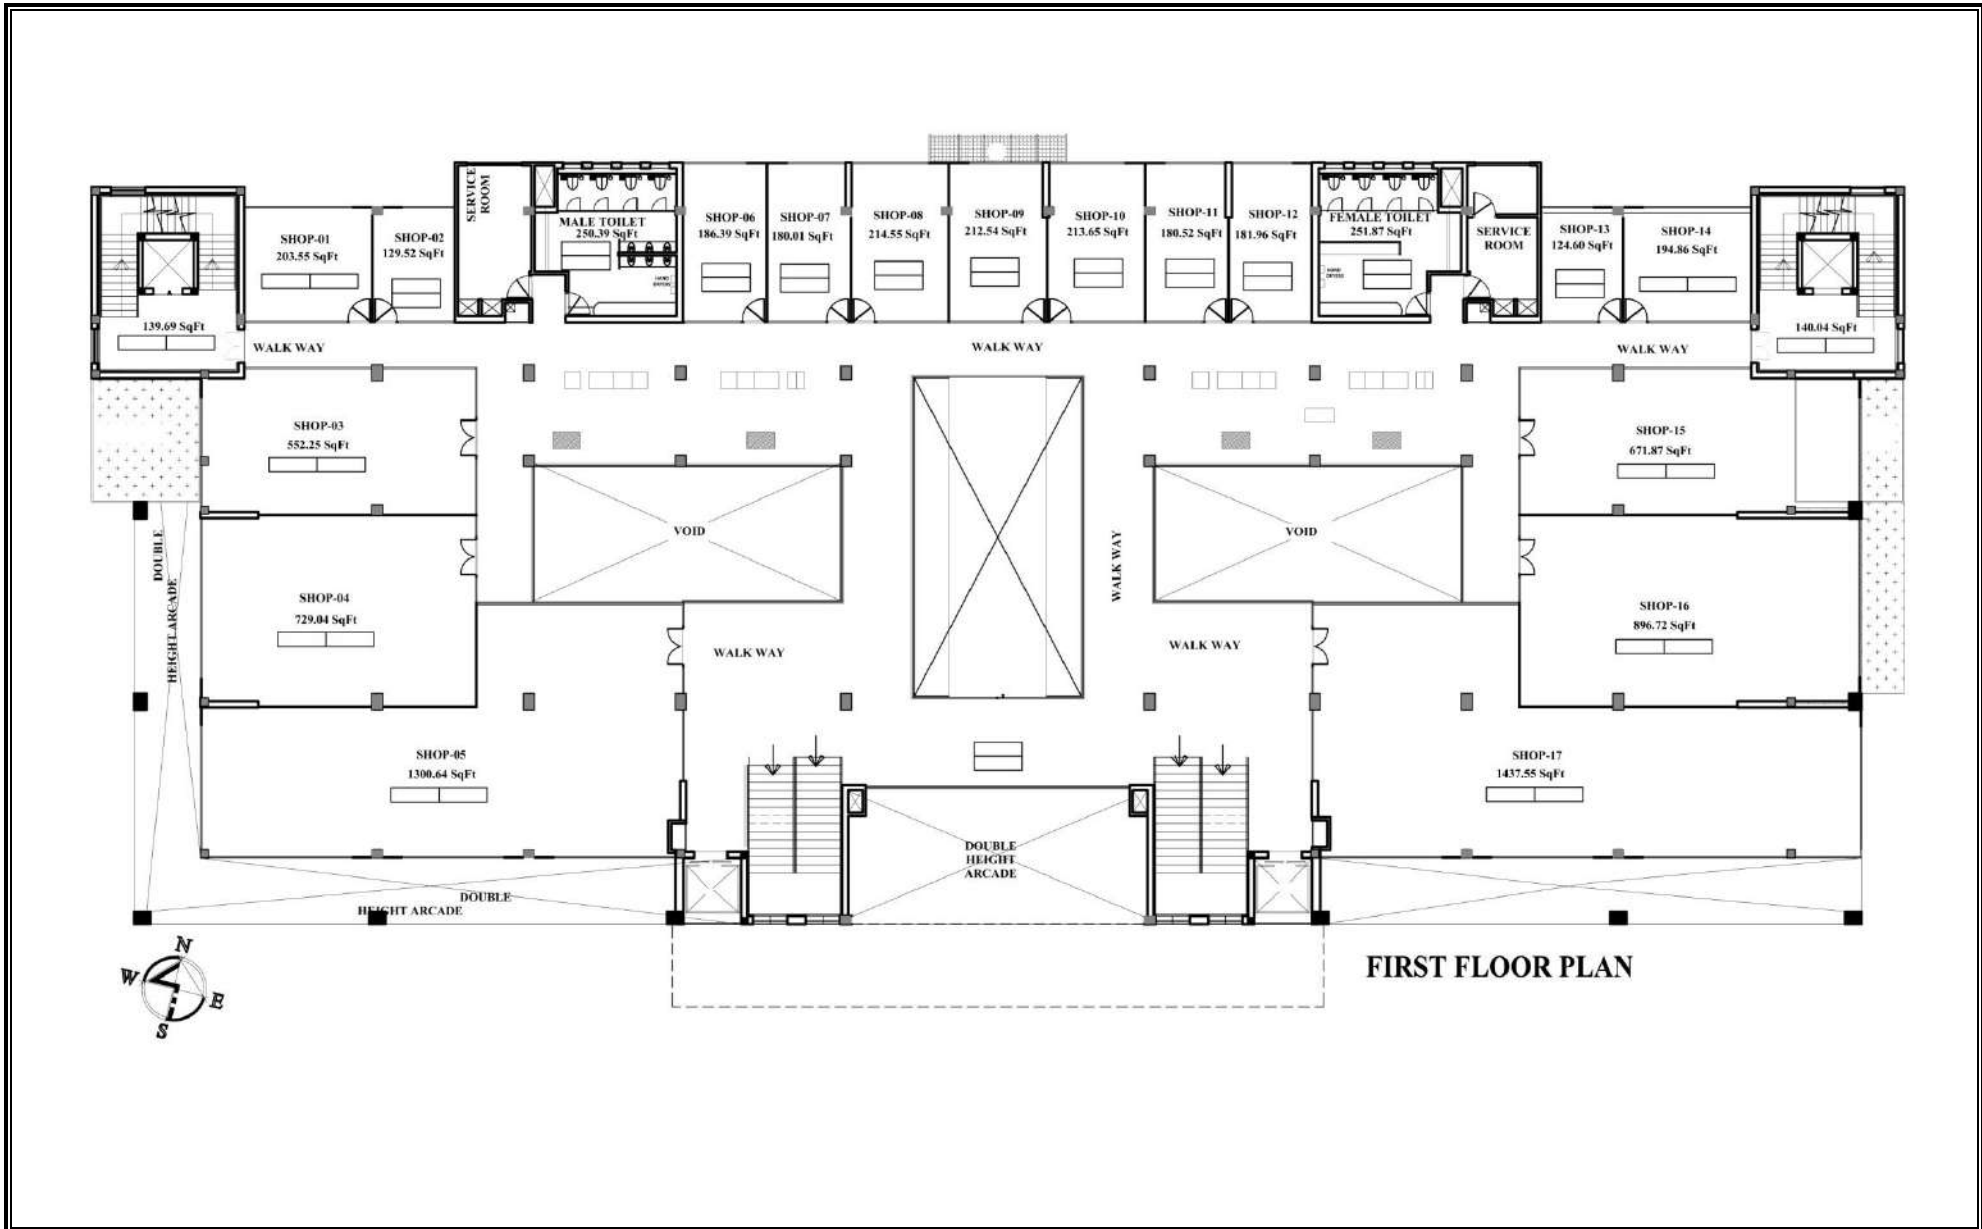 SERVICE
ROOM
MALE TOILET
250.39 SqFt
HAND
DRYERS
SHOP-01
203.55 SqFt
SHOP-02
129.52 SqFt
SHOP-06
186.39 SqFt
SHOP-07
180.01 SqFt
SHOP-08
214.55 SqFt
SHOP-09
212.54 SqFt
SHOP-10
213.65 SqFt
SHOP-11
180.52 SqFt
SHOP-12
181.96 SqFt
FEMALE TOILET
251.87 SqFt
HAND
DRYERS
SERVICE
ROOM
SHOP-13
124.60 SqFt
SHOP-14
194.86 SqFt
139.69 SqFt
140.04 SqFt
WALK WAY
WALK WAY
WALK WAY
SHOP-03
552.25 SqFt
SHOP-15
671.87 SqFt
VOID
VOID
WALK WAY
DOUBLE
HEIGHT ARCADE
SHOP-04
729.04 SqFt
SHOP-16
896.72 SqFt
WALK WAY
WALK WAY
SHOP-05
1300.64 SqFt
SHOP-17
1437.55 SqFt
DOUBLE
HEIGHT
ARCADE
DOUBLE
HEIGHT ARCADE
N
W
E
S
FIRST FLOOR PLAN